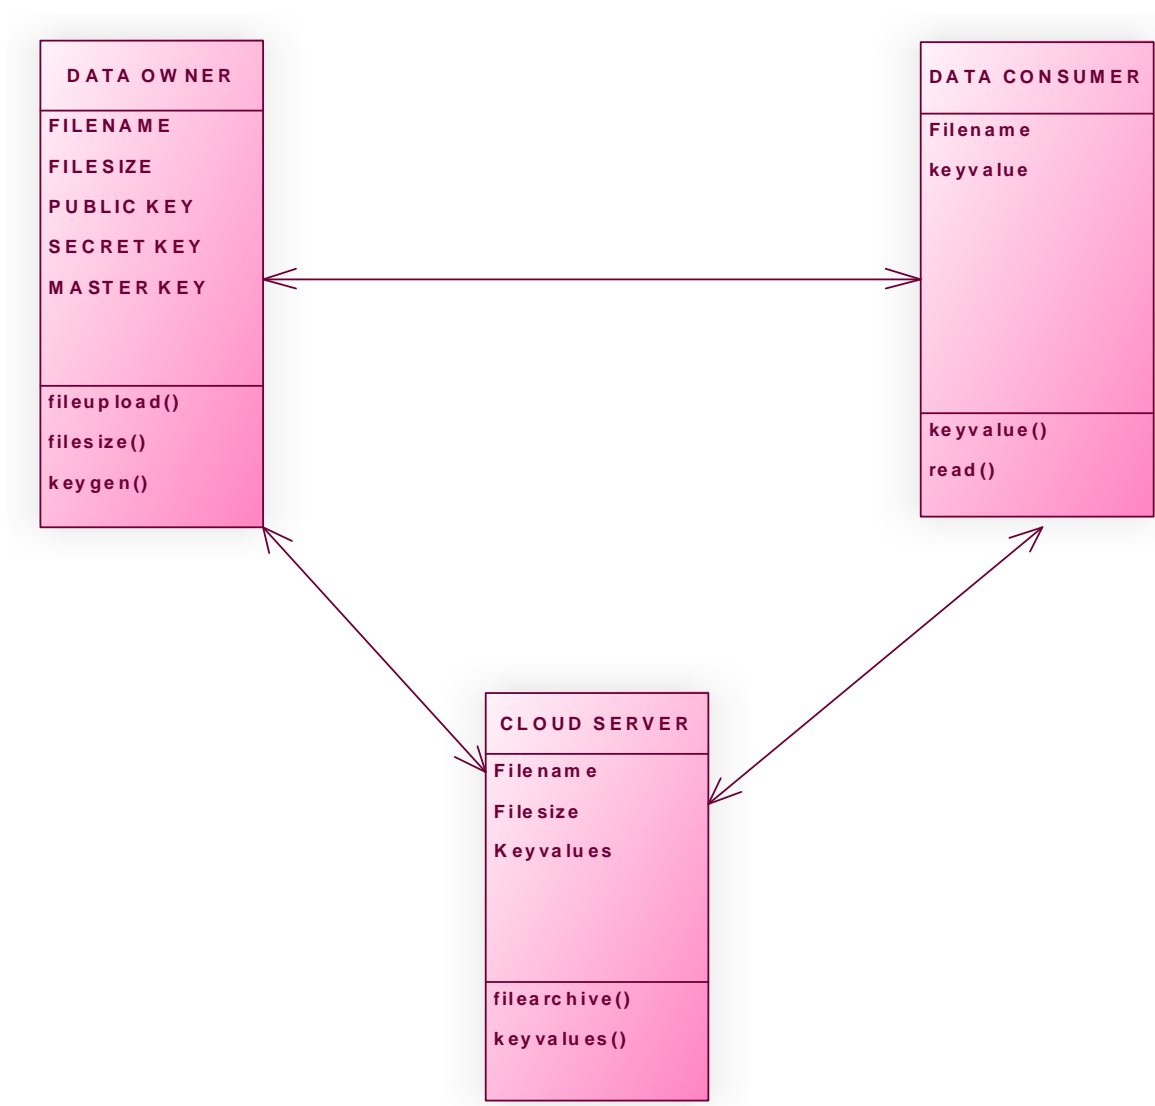 DATA OWNER
FILENAME
FILESIZE
PUBLIC KEY
SECRET KEY
MASTER KEY
fileupload()
filesize()
keygen()
DATA CONSUMER
Filename
keyvalue
keyvalue()
read()
CLOUD SERVER
Filename
Filesize
Keyvalues
filearchive()
keyvalues()